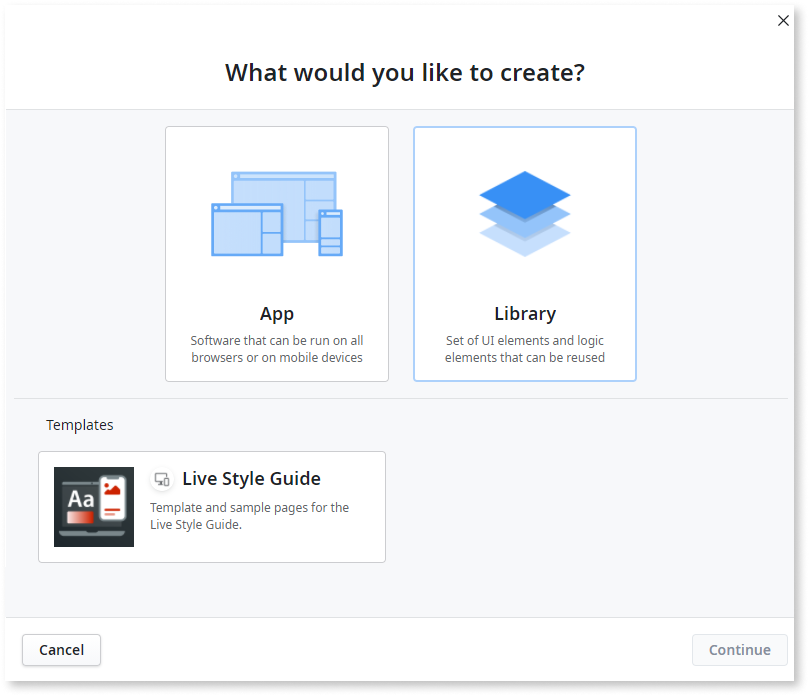 What would you like to create?
App
Software that can be run on all
browsers or on mobile devices
Library
Set of UI elements and logic
elements that can be reused
Templates
Aa
Live Style Guide
Template and sample pages for the
Live Style Guide.
Cancel
Continue